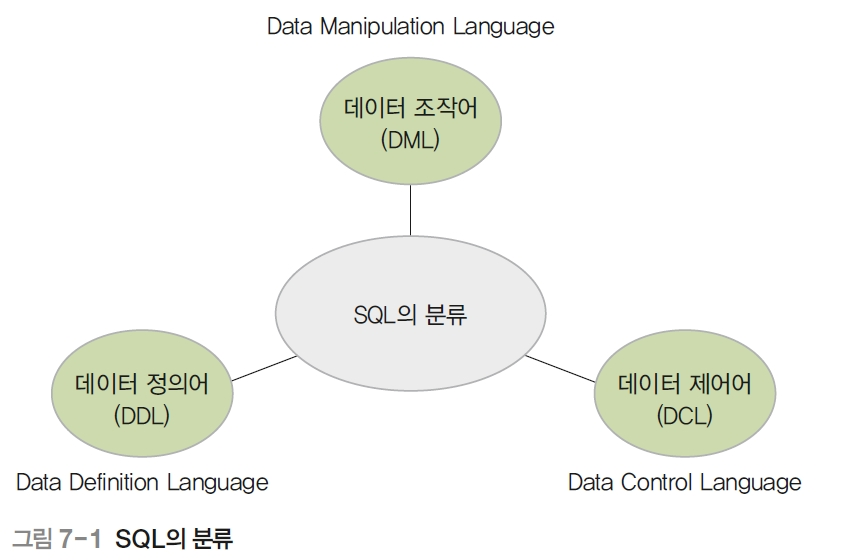 Data Manipulation Language
데이터 조작어
(DML)
SQL의 분류
데이터 정의어
(DDL)
Data Definition Language
데이터 제어어
(DCL)
Data Control Language
그림 7-1 SQL의 분류